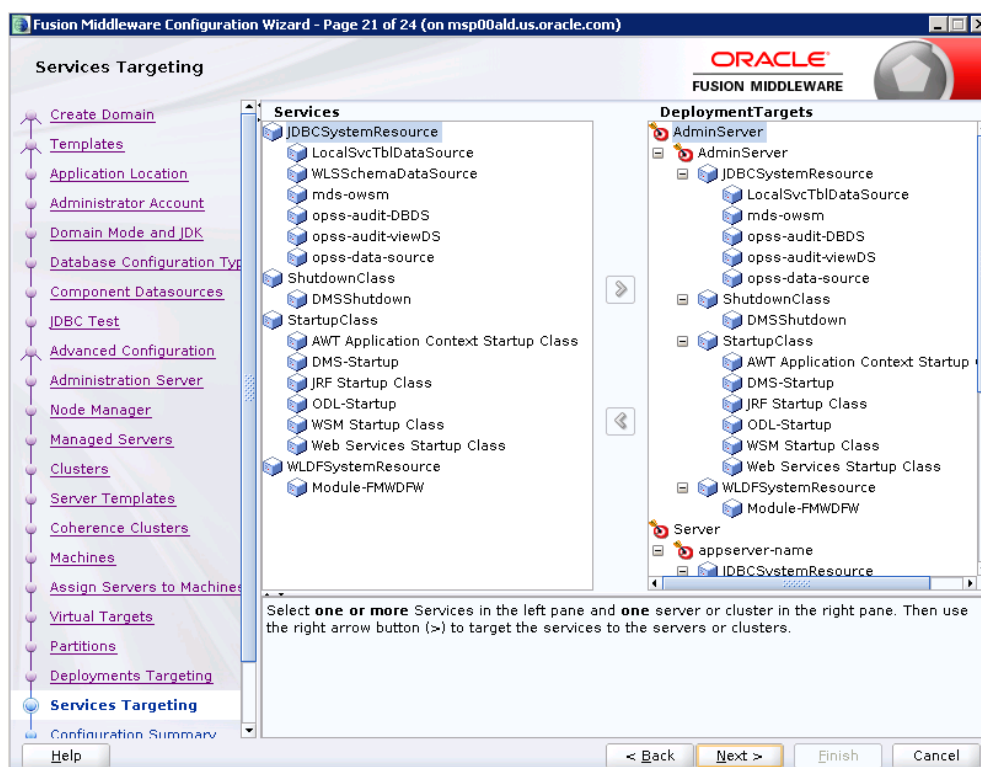 Fusion Middleware Configuration Wizard - Page 21 of 24 (on msp00ald.us.oracle.com)
Services Targeting
ORACLE
FUSION MIDDLEWARE
Create Domain
Templates
Application Location
Administrator Account
Domain Mode and JDK
Database Configuration Typ
Component Datasources
JDBC Test
Advanced Configuration
Administration Server
Node Manager
Managed Servers
Clusters
Server Templates
Coherence Clusters
Machines
Assign Servers to Machines
Virtual Targets
Partitions
Deployments Targeting
Services Targeting
Configuration Summary
Services
JDBCSystemResource
LocalSvcTblDataSource
WLSSchemaDataSource
mds-owsm
opss-audit-DBDS
opss-audit-viewDS
opss-data-source
ShutdownClass
DMSShutdown
StartupClass
AWT Application Context Startup Class
DMS-Startup
JRF Startup Class
ODL-Startup
WSM Startup Class
Web Services Startup Class
WLDFSystemResource
Module-FMWDFW
DeploymentTargets
AdminServer
AdminServer
JDBCSystemResource
LocalSvcTblDataSource
mds-owsm
opss-audit-DBDS
opss-audit-viewDS
opss-data-source
ShutdownClass
DMSShutdown
StartupClass
AWT Application Context Startup
DMS-Startup
JRF Startup Class
ODL-Startup
WSM Startup Class
Web Services Startup Class
WLDFSystemResource
Module-FMWDFW
Server
appserver-name
JDBCSystemResource
Select one or more Services in the left pane and one server or cluster in the right pane. Then use
the right arrow button (>) to target the services to the servers or clusters.
Help
< Back
Next >
Finish
Cancel